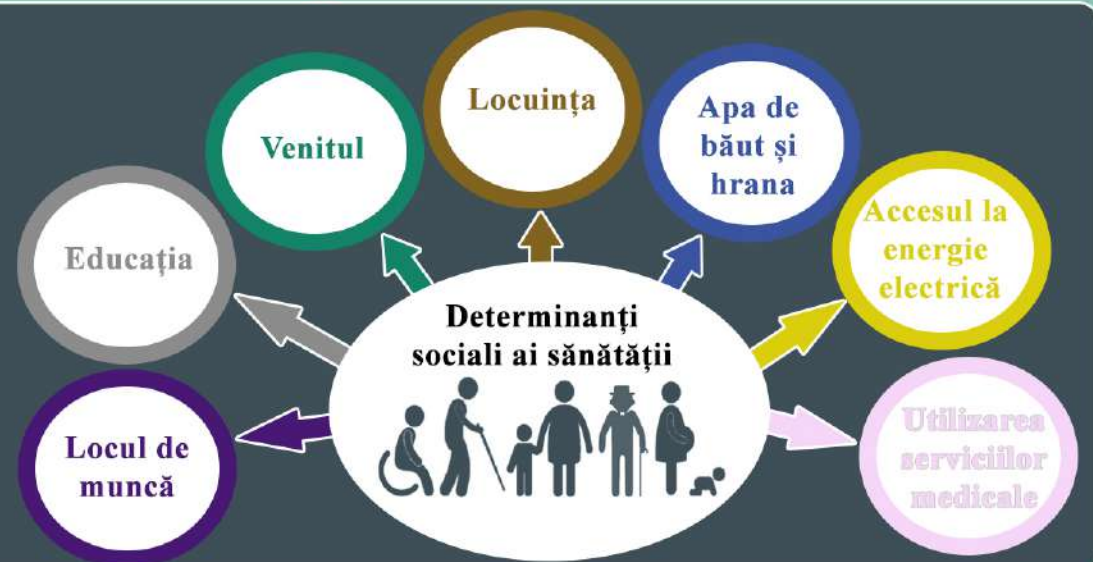 Locuința
Venitul
Apa de
băut și
hrana
Educația
Accesul la
energie
electrică
Determinanți
sociali ai sănătății
Locul de
muncă
Utilizarea
serviciilor
medicale